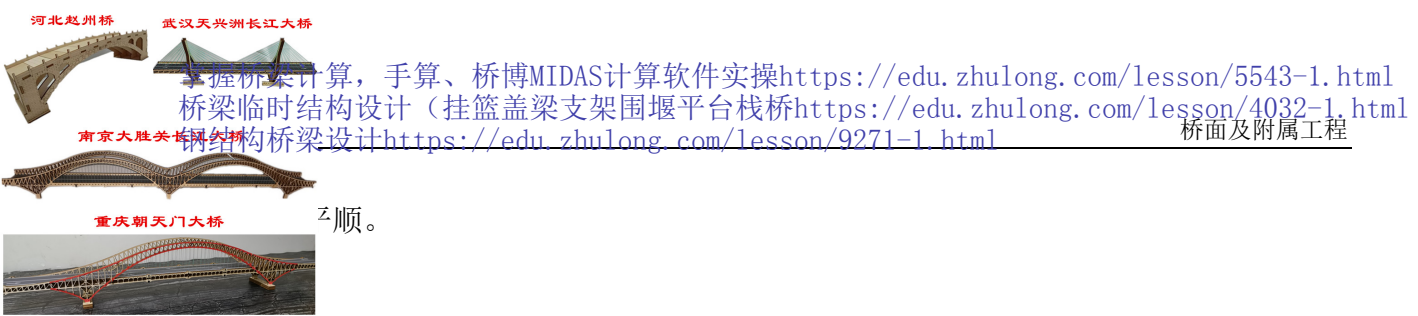 河北赵州桥
武汉天兴洲长江大桥
掌握桥梁计算，手算、桥博MIDAS计算软件实操https://edu.zhulong.com/lesson/5543-1.html
桥梁临时结构设计（挂篮盖梁支架围堰平台栈桥https://edu.zhulong.com/lesson/4032-1.html
钢结构桥梁设计https://edu.zhulong.com/lesson/9271-1.html
桥面及附属工程
南京大胜关长江大桥
顺。
重庆朝天门大桥